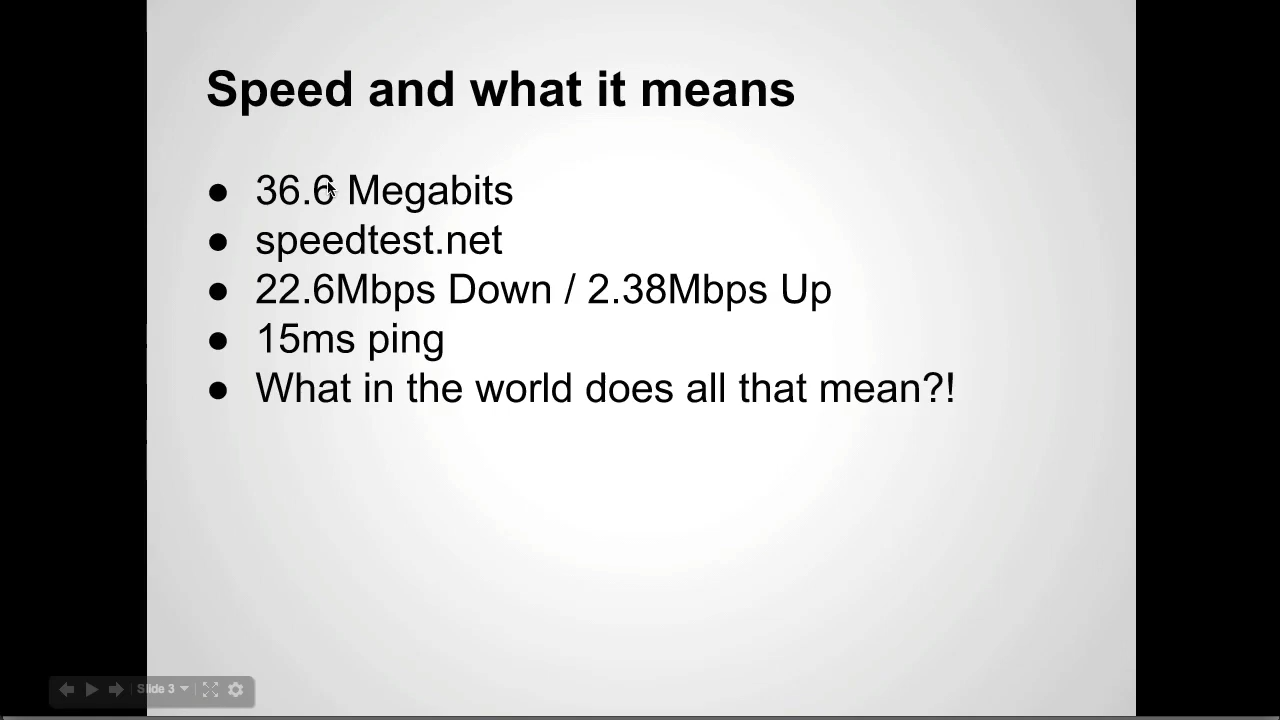 Speed and what it means
● 36.6 Megabits
● speedtest.net
● 22.6Mbps Down / 2.38Mbps Up
● 15ms ping
● What in the world does all that mean?!
Slide 3